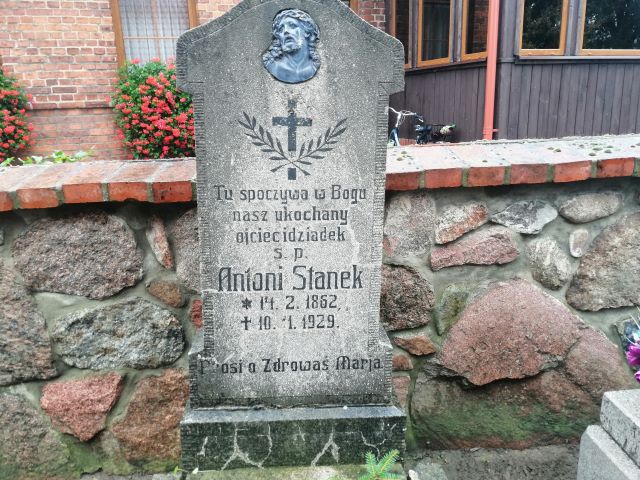 Tu spoczywa w Bogu
nasz ukochany
ojciec i dziadek
ś. p.
Antoni Stanek
* 14. 2. 1862,
✝ 10. 1. 1929.
Prosi o Zdrowaś Marja